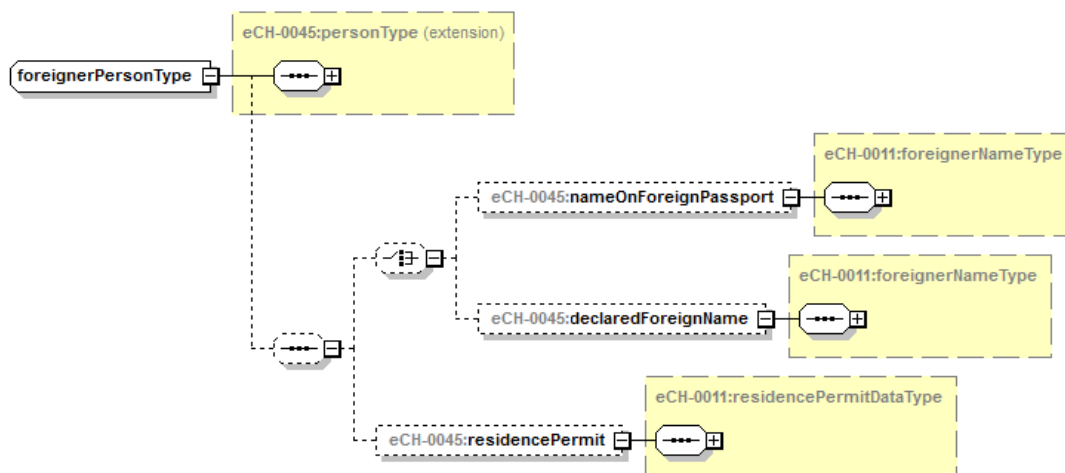 eCH-0045:personType (extension)
foreignerPersonType
eCH-0011:foreignerNameType
eCH-0045:nameOnForeignPassport
eCH-0011:foreignerNameType
eCH-0045:declaredForeignName
eCH-0011:residencePermitDataType
eCH-0045:residencePermit